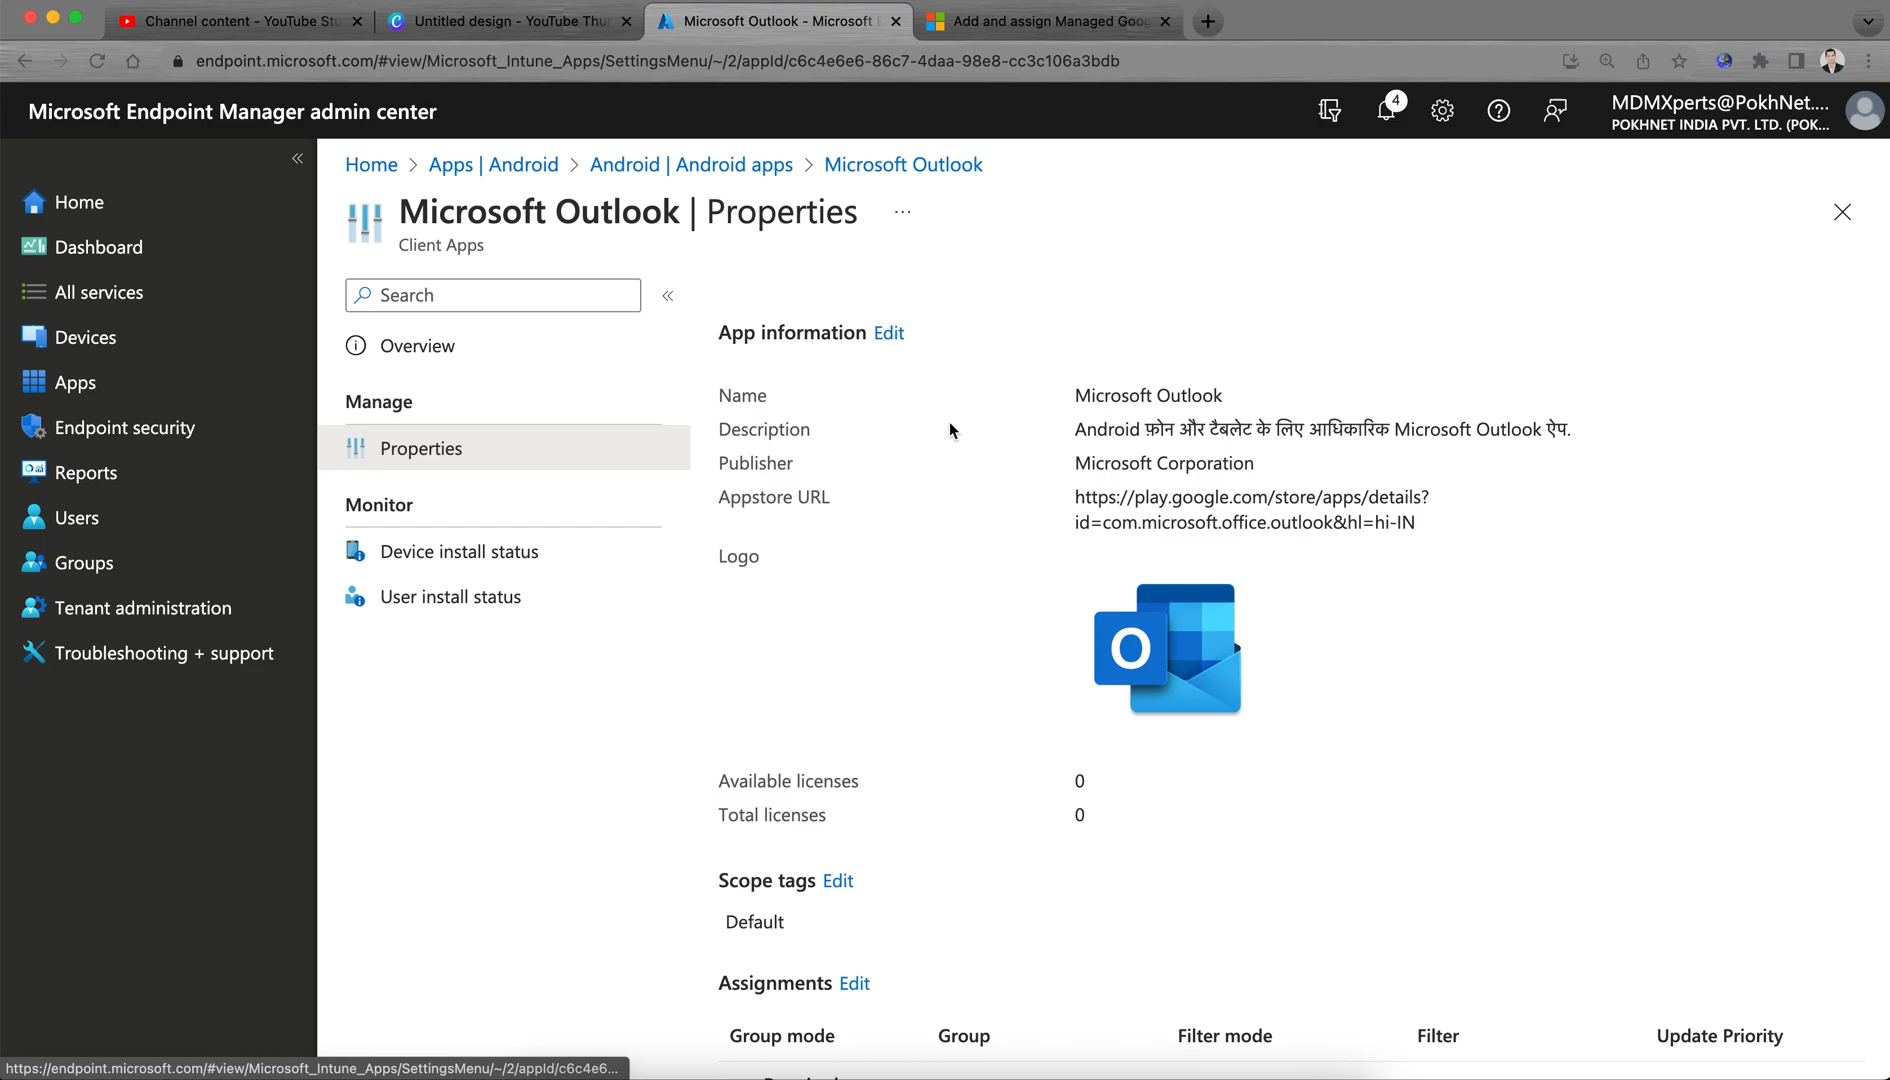 Channel content - YouTube Stu
Untitled design - YouTube Thu
Microsoft Outlook - Microsoft E
Add and assign Managed Goog
endpoint.microsoft.com/#view/Microsoft_Intune_Apps/SettingsMenu/~/2/appId/c6c4e6e6-86c7-4daa-98e8-cc3c106a3bdb
Microsoft Endpoint Manager admin center
4
MDMXperts@PokhNet....
POKHNET INDIA PVT. LTD. (POK...
Home
Dashboard
All services
Devices
Apps
Endpoint security
Reports
Users
Groups
Tenant administration
Troubleshooting + support
Home > Apps | Android > Android | Android apps > Microsoft Outlook
Microsoft Outlook | Properties ...
Client Apps
Search
Overview
Manage
Properties
Monitor
Device install status
User install status
App information Edit
Name Microsoft Outlook
Description Android फ़ोन और टैबलेट के लिए आधिकारिक Microsoft Outlook ऐप.
Publisher Microsoft Corporation
Appstore URL https://play.google.com/store/apps/details?
id=com.microsoft.office.outlook&hl=hi-IN
Logo
O
Available licenses 0
Total licenses 0
Scope tags Edit
Default
Assignments Edit
Group mode Group Filter mode Filter Update Priority
https://endpoint.microsoft.com/#view/Microsoft_Intune_Apps/SettingsMenu/~/2/appId/c6c4e6...